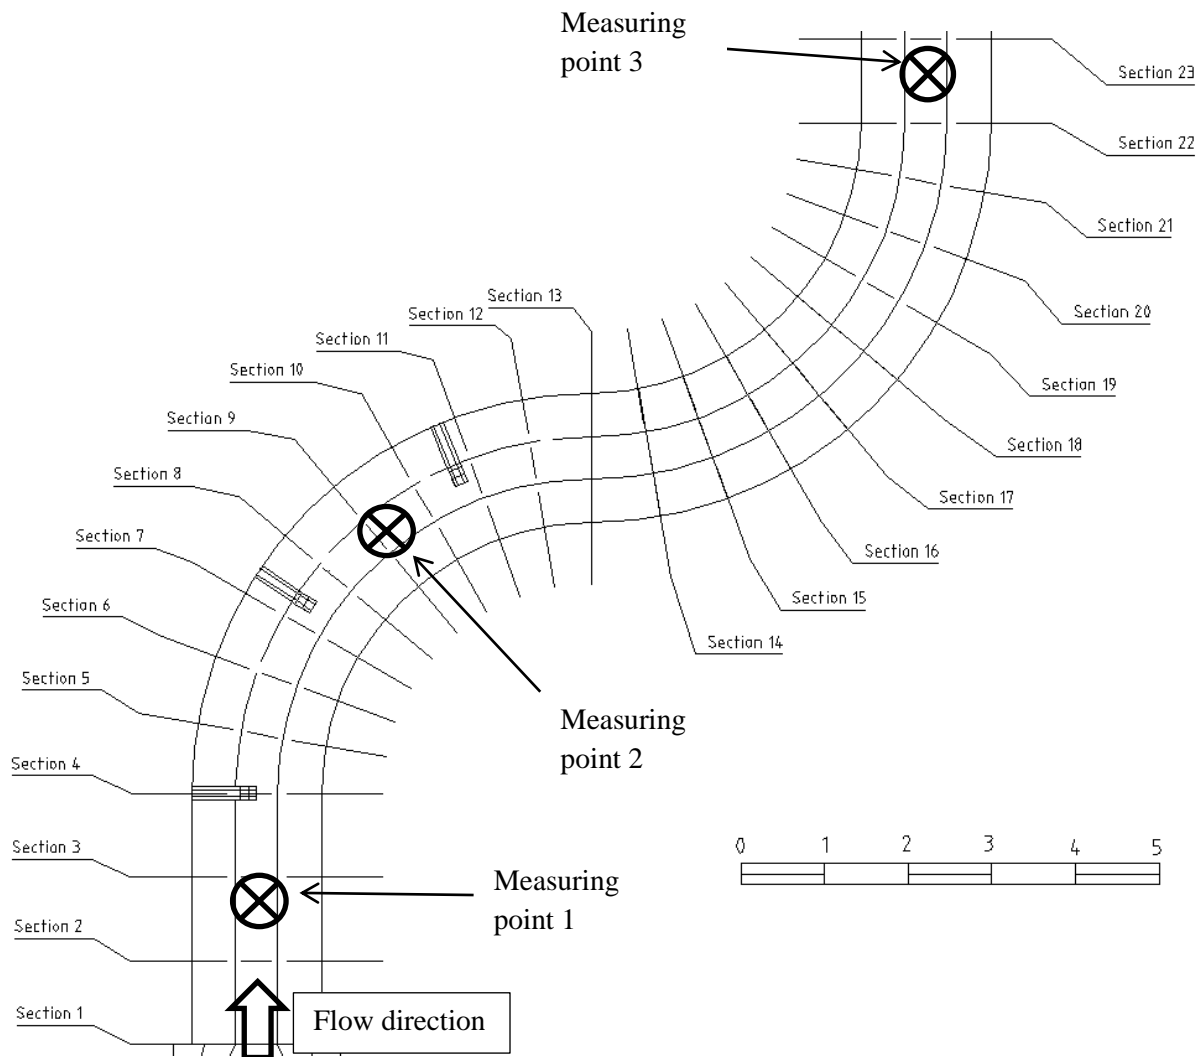 Measuring
point 3
Section 23
Section 22
Section 21
Section 20
Section 19
Section 18
Section 17
Section 16
Section 15
Section 14
Section 13
Section 12
Section 11
Section 10
Section 9
Section 8
Section 7
Section 6
Section 5
Section 4
Section 3
Section 2
Section 1
Measuring
point 2
Measuring
point 1
Flow direction
0 1 2 3 4 5